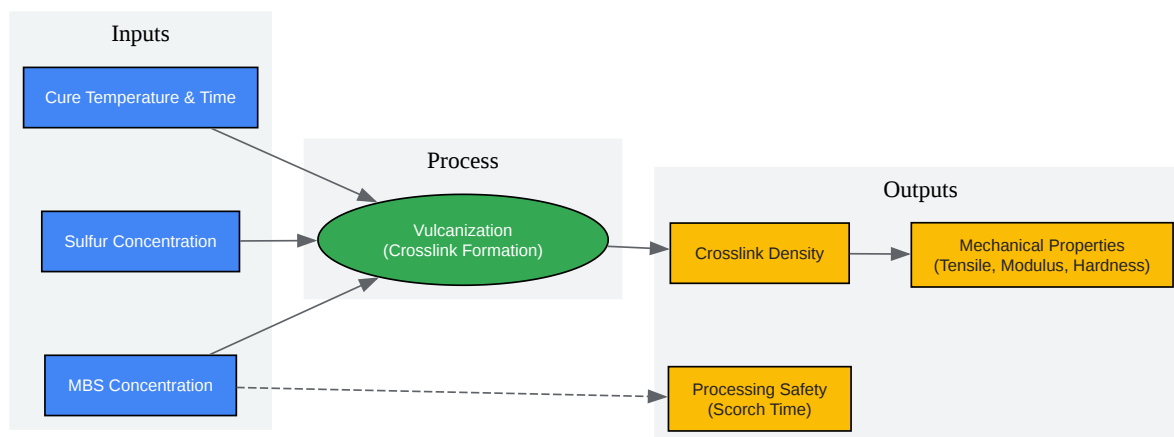 Inputs
Cure Temperature & Time
Sulfur Concentration
MBS Concentration
Process
Vulcanization
(Crosslink Formation)
Outputs
Crosslink Density
Mechanical Properties
(Tensile, Modulus, Hardness)
Processing Safety
(Scorch Time)